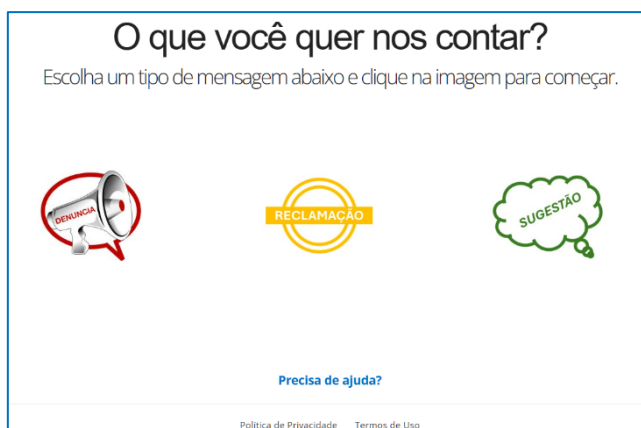 O que você quer nos contar?
Escolha um tipo de mensagem abaixo e clique na imagem para começar.
DENUNCIA
RECLAMAÇÃO
SUGESTÃO
Precisa de ajuda?
Política de Privacidade Termos de Uso